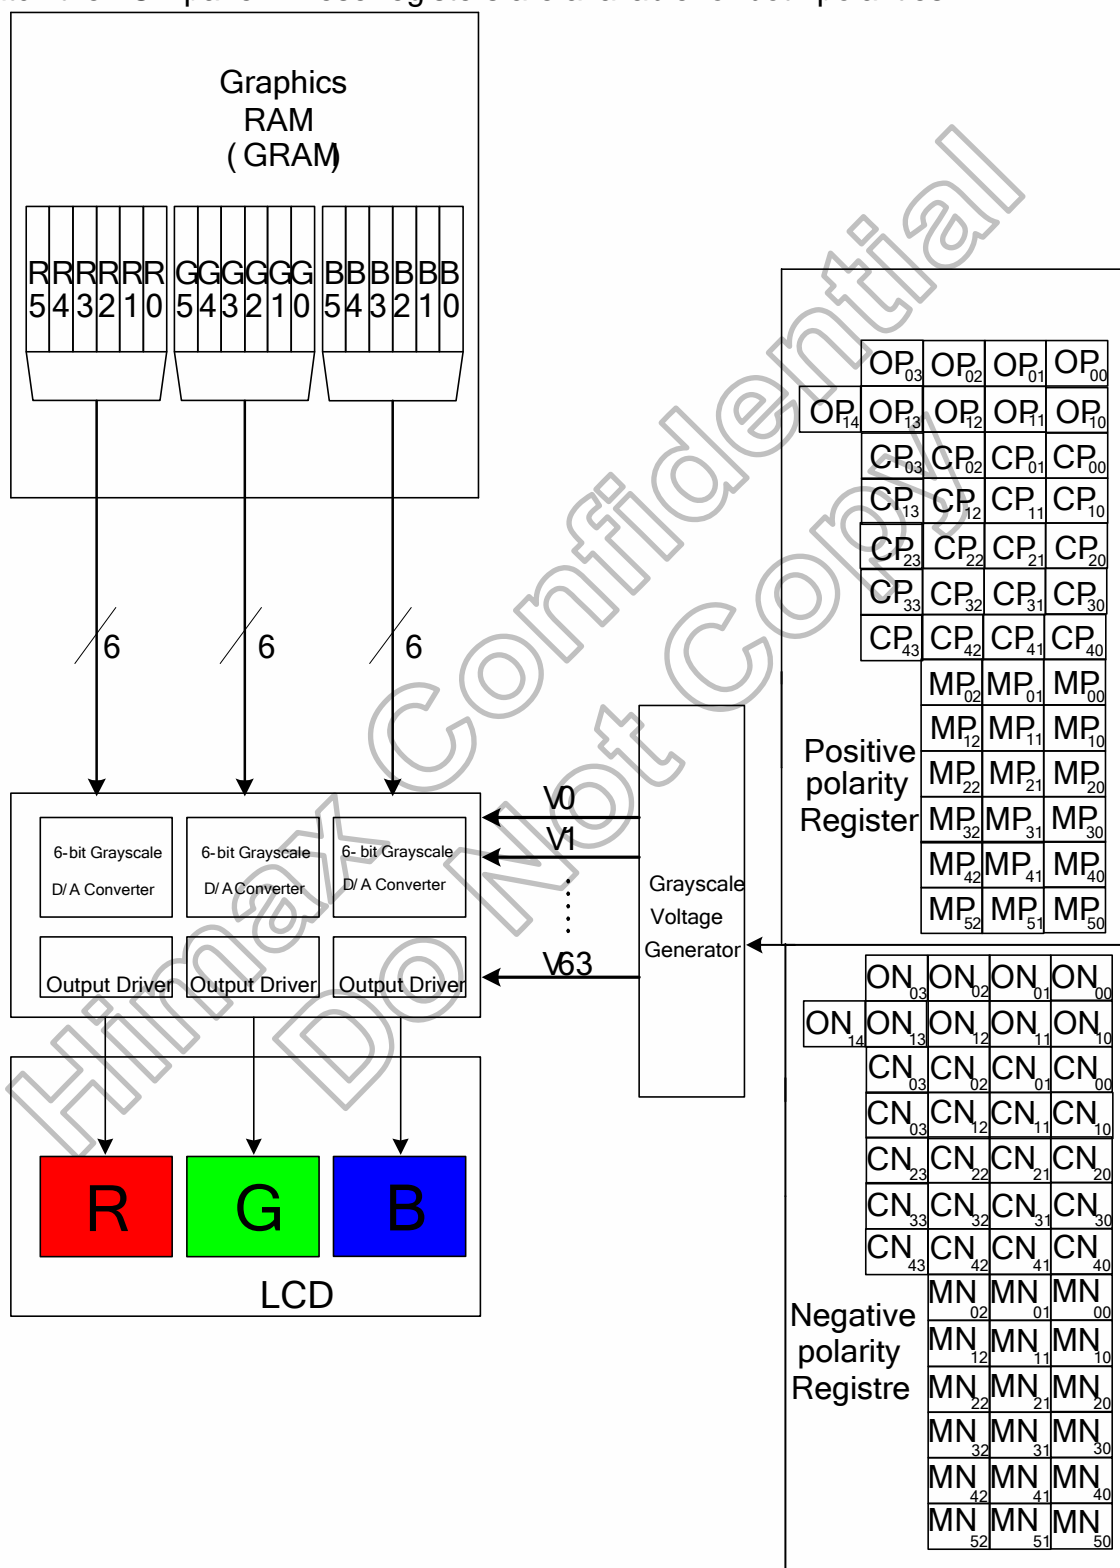 Graphics
RAM
( GRAM)
R5 R4 R3 R2 R1 R0 G5 G4 G3 G2 G1 G0 B5 B4 B3 B2 B1 B0
6 6 6
6-bit Grayscale D/ A Converter
6-bit Grayscale D/ A Converter
6- bit Grayscale D/ A Converter
Output Driver Output Driver Output Driver
R G B
LCD
V0
V1
V63
Grayscale
Voltage
Generator
OP03 OP02 OP01 OP00
OP14 OP13 OP12 OP11 OP10
CP03 CP02 CP01 CP00
CP13 CP12 CP11 CP10
CP23 CP22 CP21 CP20
CP33 CP32 CP31 CP30
CP43 CP42 CP41 CP40
MP02 MP01 MP00
MP12 MP11 MP10
MP22 MP21 MP20
MP32 MP31 MP30
MP42 MP41 MP40
MP52 MP51 MP50
Positive
polarity
Register
ON03 ON02 ON01 ON00
ON14 ON13 ON12 ON11 ON10
CN03 CN02 CN01 CN00
CN03 CN12 CN11 CN10
CN23 CN22 CN21 CN20
CN33 CN32 CN31 CN30
CN43 CN42 CN41 CN40
MN02 MN01 MN00
MN12 MN11 MN10
MN22 MN21 MN20
MN32 MN31 MN30
MN42 MN41 MN40
MN52 MN51 MN50
Negative
polarity
Registre
Himax Confidential
Do Not Copy